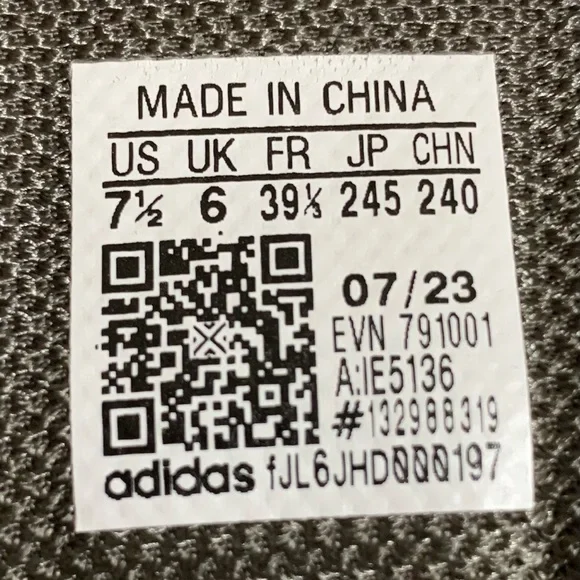 MADE IN CHINA
US UK FR JP CHN
7½ 6 39⅓ 245 240
07/23
EVN 791001
A:IE5136
#132988319
adidas fJL6JHD000197